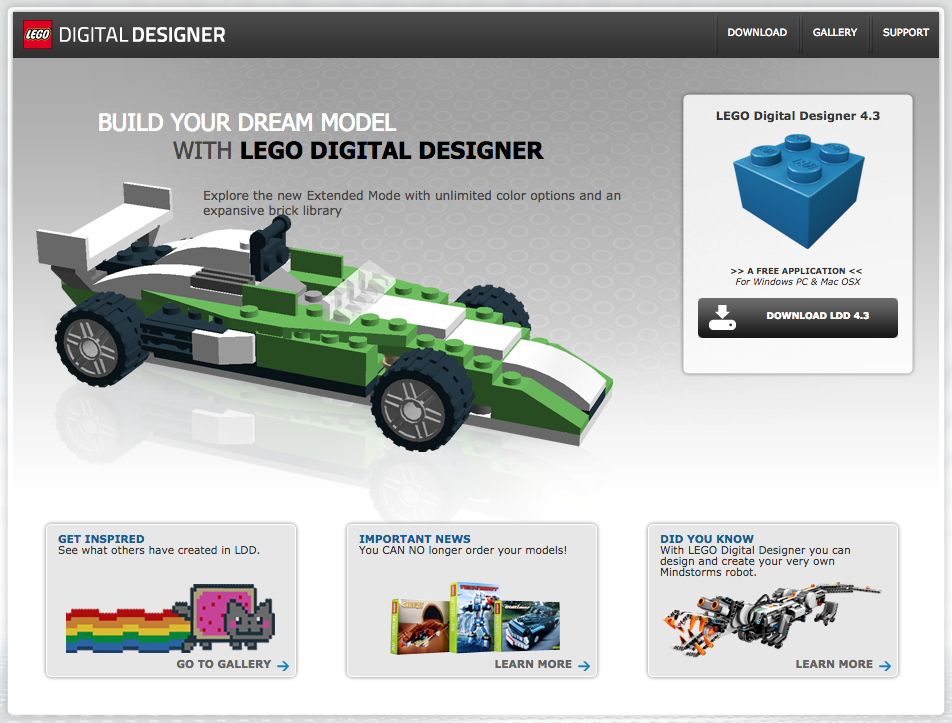 LEGO DIGITAL DESIGNER
DOWNLOAD
GALLERY
SUPPORT
BUILD YOUR DREAM MODEL
WITH LEGO DIGITAL DESIGNER
Explore the new Extended Mode with unlimited color options and an
expansive brick library
LEGO Digital Designer 4.3
>> A FREE APPLICATION <<
For Windows PC & Mac OSX
DOWNLOAD LDD 4.3
GET INSPIRED
See what others have created in LDD.
GO TO GALLERY
IMPORTANT NEWS
You CAN NO longer order your models!
LEARN MORE
DID YOU KNOW
With LEGO Digital Designer you can
design and create your very own
Mindstorms robot.
LEARN MORE